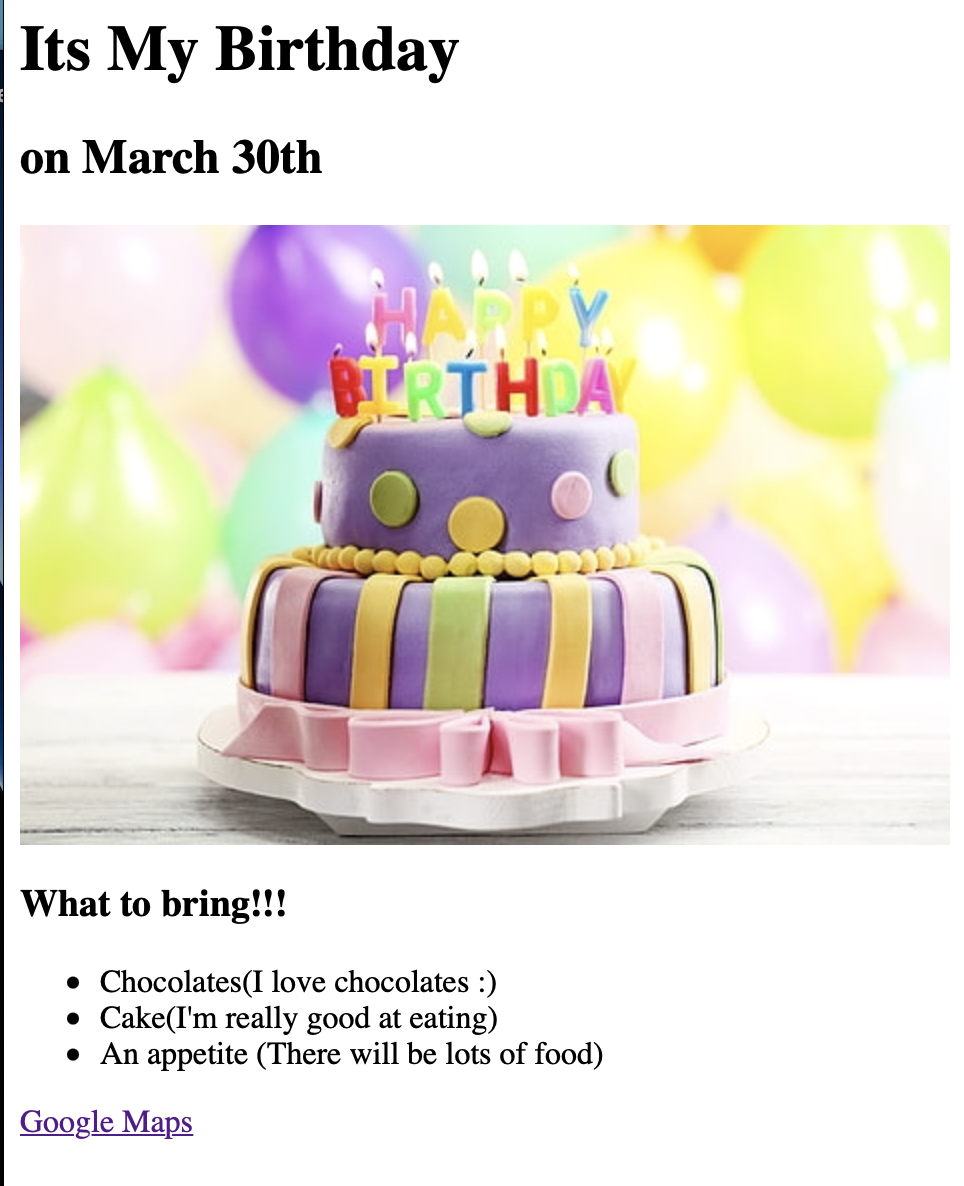 Its My Birthday
on March 30th
HAPPY
BIRTHDAY
What to bring!!!
Chocolates(I love chocolates :)
Cake(I'm really good at eating)
An appetite (There will be lots of food)
Google Maps